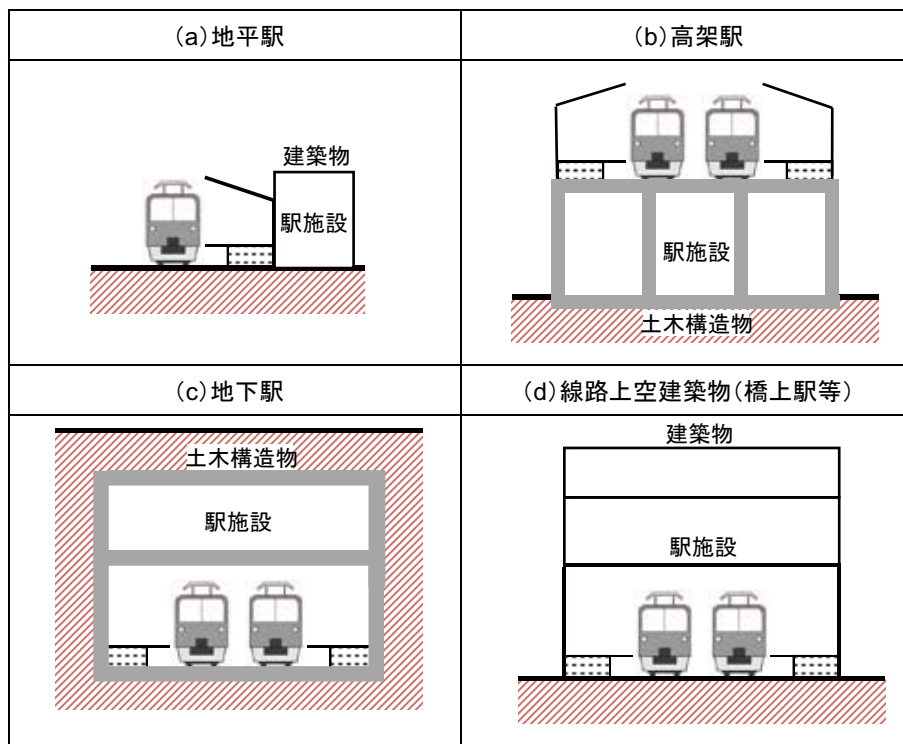 (a)地平駅
(b)高架駅
建築物
駅施設
駅施設
土木構造物
(c)地下駅
(d)線路上空建築物(橋上駅等)
土木構造物
駅施設
建築物
駅施設